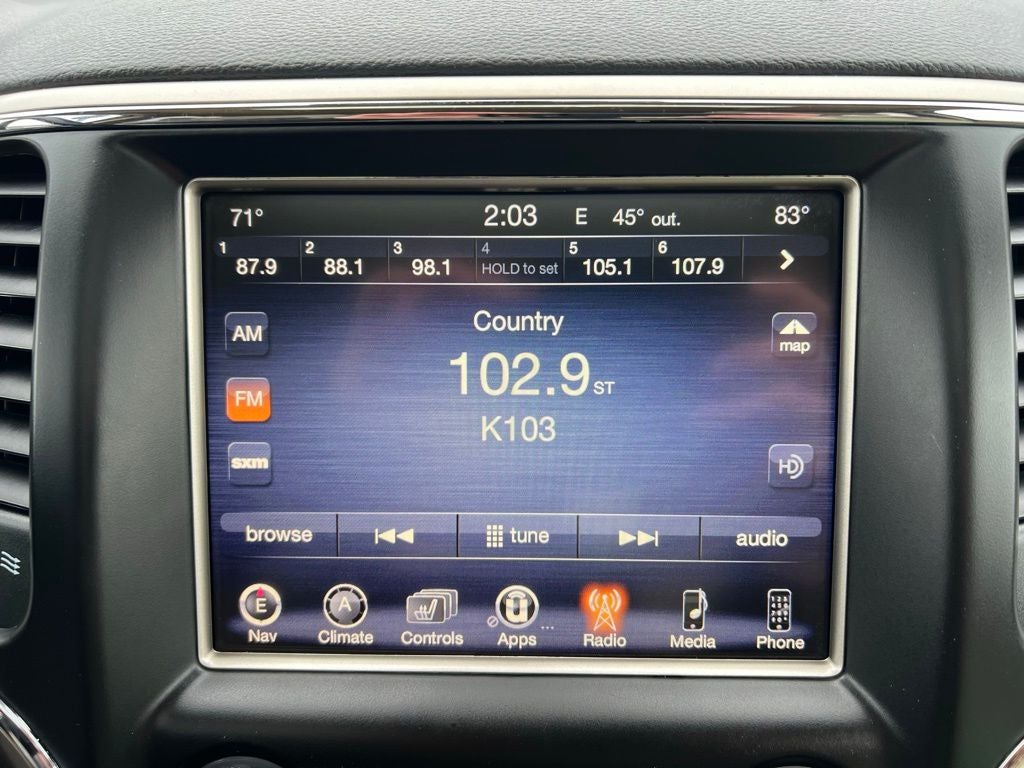 71° 2:03 E 45° out. 83°
1 87.9 2 88.1 3 98.1 4 HOLD to set 5 105.1 6 107.9
Country
AM
map
102.9 ST
FM
K103
sxm
HD
browse tune audio
E A U
Nav Climate Controls Apps ... Radio Media Phone